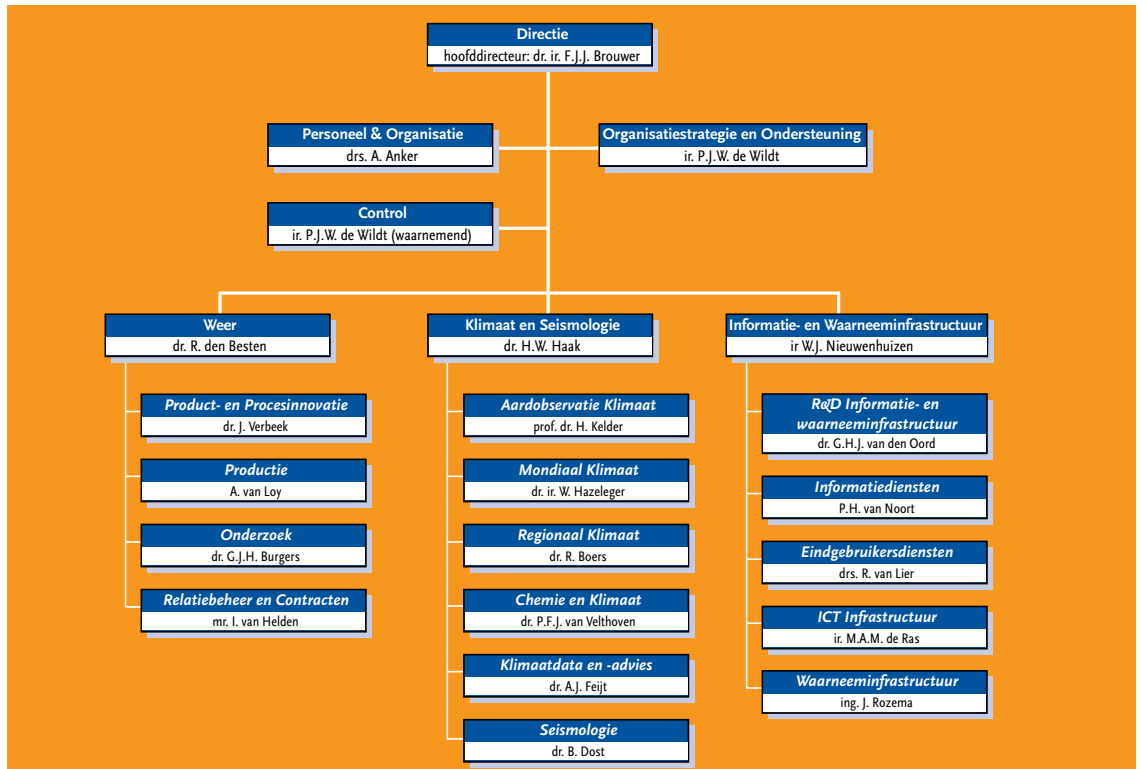 Directie
hoofddirecteur: dr. ir. F.J.J. Brouwer
Personeel & Organisatie
drs. A. Anker
Organisatiestrategie en Ondersteuning
ir. P.J.W. de Wildt
Control
ir. P.J.W. de Wildt (waarnemend)
Weer
dr. R. den Besten
Product- en Procesinnovatie
dr. J. Verbeek
Productie
A. van Loy
Onderzoek
dr. G.J.H. Burgers
Relatiebeheer en Contracten
mr. I. van Helden
Klimaat en Seismologie
dr. H.W. Haak
Aardobservatie Klimaat
prof. dr. H. Kelder
Mondiaal Klimaat
dr. ir. W. Hazeleger
Regionaal Klimaat
dr. R. Boers
Chemie en Klimaat
dr. P.F.J. van Velthoven
Klimaatdata en -advies
dr. A.J. Feijt
Seismologie
dr. B. Dost
Informatie- en Waarneeminfrastructuur
ir W.J. Nieuwenhuizen
R&D Informatie- en
waarneeminfrastructuur
dr. G.H.J. van den Oord
Informatiediensten
P.H. van Noort
Eindgebruikersdiensten
drs. R. van Lier
ICT Infrastructuur
ir. M.A.M. de Ras
Waarneeminfrastructuur
ing. J. Rozema